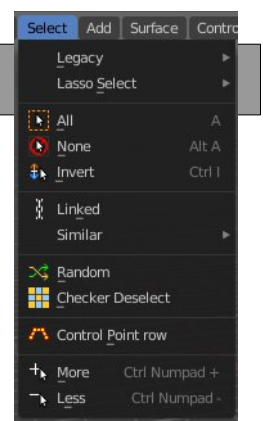 Select Add Surface Contro
Legacy
Lasso Select
All A
None Alt A
Invert Ctrl I
Linked
Similar
Random
Checker Deselect
Control Point row
More Ctrl Numpad +
Less Ctrl Numpad -